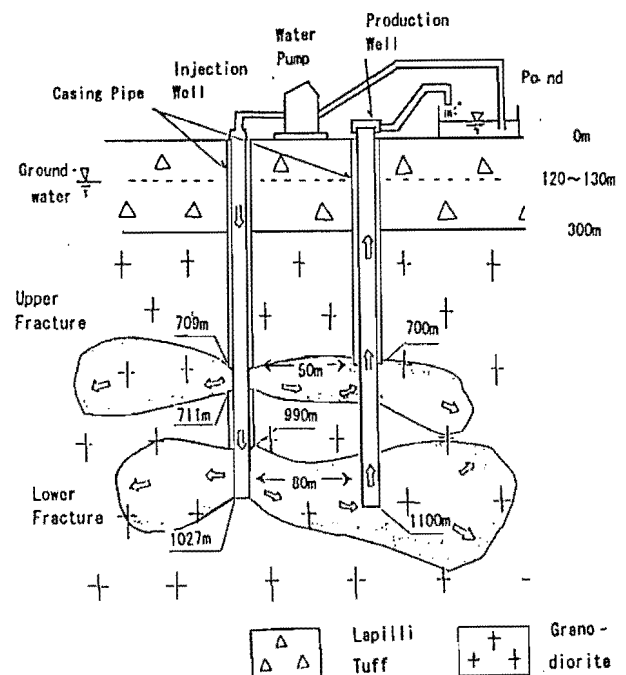 Production
Well
Water
Pump
Injection
Well
Casing Pipe
Pond
0m
Ground-
water
120~130m
300m
Upper
Fracture
709m
700m
50m
711m
990m
80m
Lower
Fracture
1027m
1100m
Lapilli
Tuff
Grano-
diorite